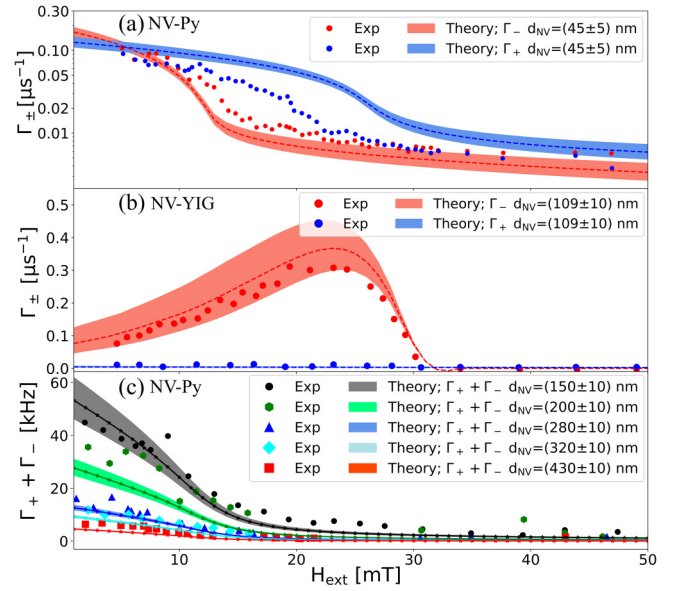 (a) NV-Py
Exp Theory; Γ₋ d_NV=(45±5) nm
Exp Theory; Γ₊ d_NV=(45±5) nm
Γ± [μs⁻¹]
0.30
0.10
0.05
0.01
(b) NV-YIG
Exp Theory; Γ₋ d_NV=(109±10) nm
Exp Theory; Γ₊ d_NV=(109±10) nm
Γ± [μs⁻¹]
0.5
0.4
0.3
0.2
0.1
0.0
(c) NV-Py
Exp Theory; Γ₊ + Γ₋ d_NV=(150±10) nm
Exp Theory; Γ₊ + Γ₋ d_NV=(200±10) nm
Exp Theory; Γ₊ + Γ₋ d_NV=(280±10) nm
Exp Theory; Γ₊ + Γ₋ d_NV=(320±10) nm
Exp Theory; Γ₊ + Γ₋ d_NV=(430±10) nm
Γ₊ + Γ₋ [kHz]
60
40
20
0
10 20 30 40 50
H_ext [mT]